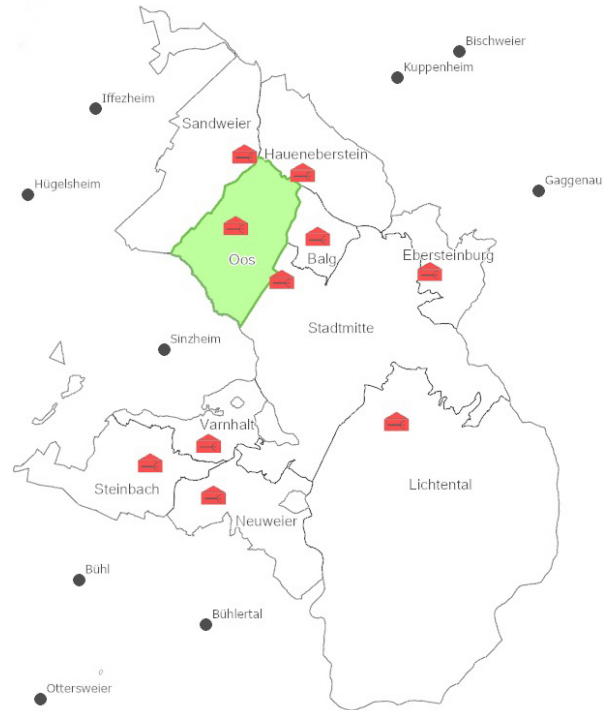 Bischweier
Kuppenheim
Iffezheim
Sandweier
Haueneberstein
Hügelsheim
Gaggenau
Oos
Balg
Ebersteinburg
Stadtmitte
Sinzheim
Varnhalt
Steinbach
Lichtental
Neuweier
Bühl
Bühlertal
Ottersweier